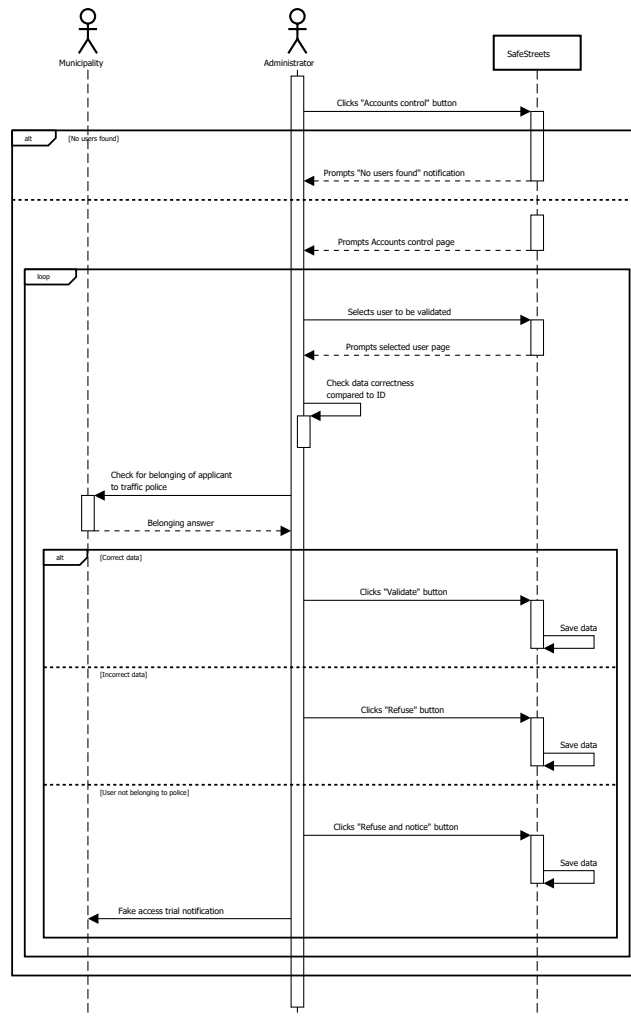 Municipality
Administrator
SafeStreets
Clicks "Accounts control" button
alt
[No users found]
Prompts "No users found" notification
Prompts Accounts control page
loop
Selects user to be validated
Prompts selected user page
Check data correctness
compared to ID
Check for belonging of applicant
to traffic police
Belonging answer
alt
[Correct data]
Clicks "Validate" button
Save data
[Incorrect data]
Clicks "Refuse" button
Save data
[User not belonging to police]
Clicks "Refuse and notice" button
Save data
Fake access trial notification